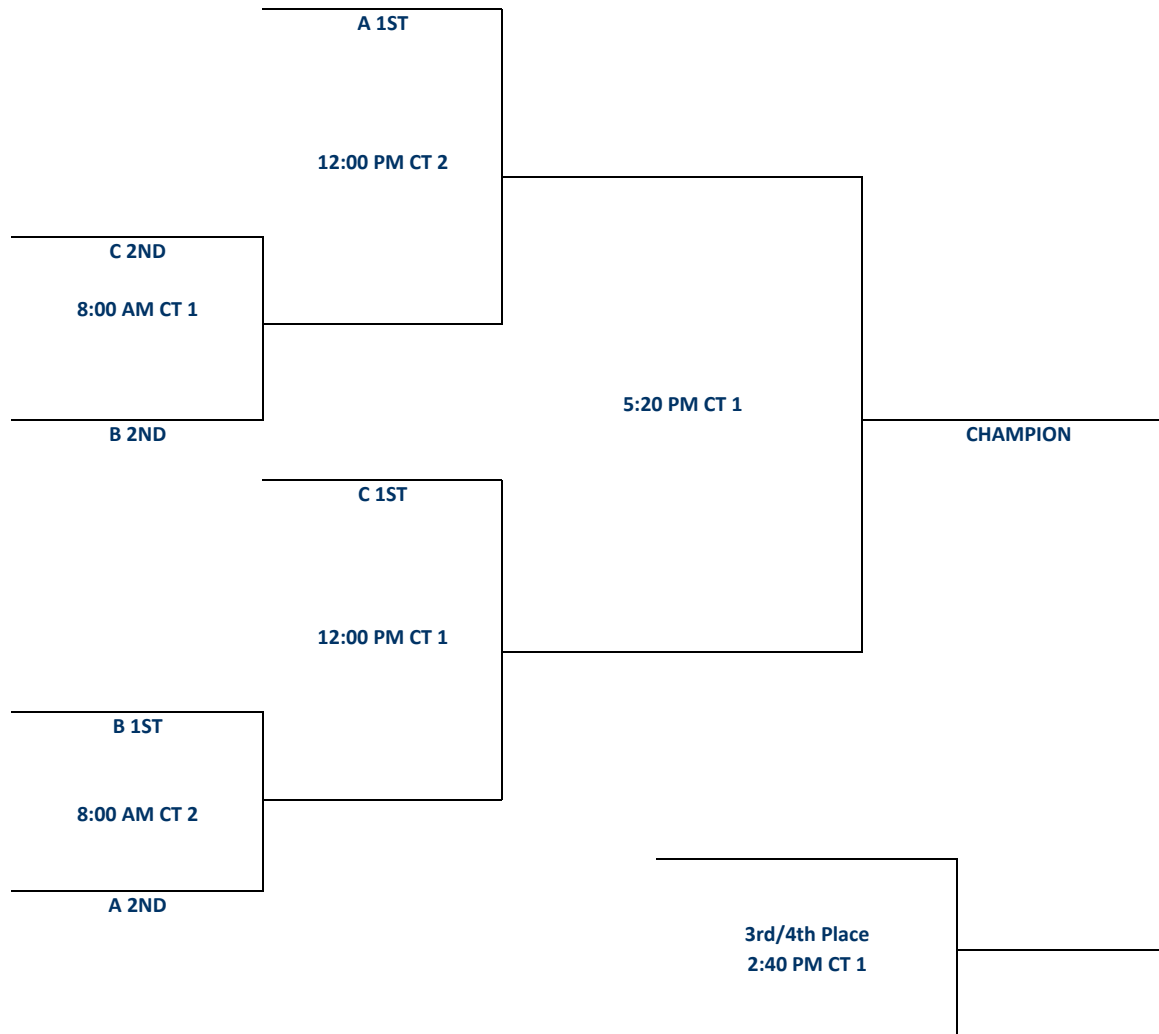 A 1ST
12:00 PM CT 2
C 2ND
8:00 AM CT 1
5:20 PM CT 1
B 2ND
CHAMPION
C 1ST
12:00 PM CT 1
B 1ST
8:00 AM CT 2
A 2ND
3rd/4th Place
2:40 PM CT 1